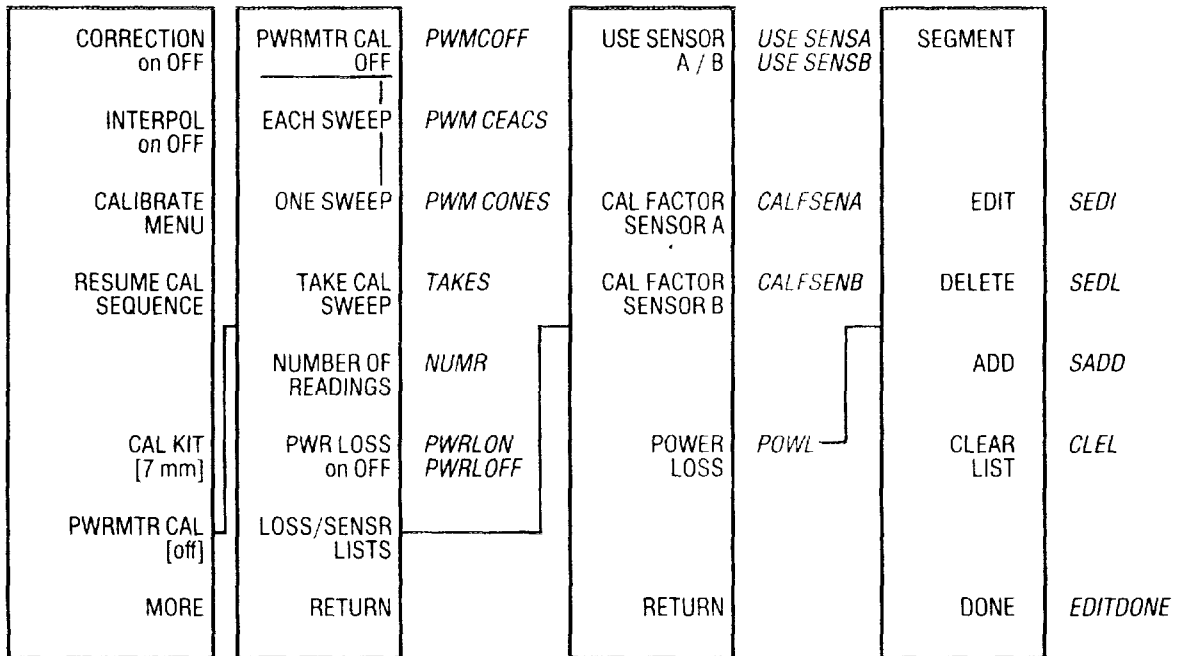 CORRECTION
on OFF
INTERPOL
on OFF
CALIBRATE
MENU
RESUME CAL
SEQUENCE
CAL KIT
[7 mm]
PWRMTR CAL
[off]
MORE
PWRMTR CAL
OFF
PWMCOFF
EACH SWEEP
PWM CEACS
ONE SWEEP
PWM CONES
TAKE CAL
SWEEP
TAKES
NUMBER OF
READINGS
NUMR
PWR LOSS
on OFF
PWRLON
PWRLOFF
LOSS/SENSR
LISTS
RETURN
USE SENSOR
A / B
USE SENSA
USE SENSB
CAL FACTOR
SENSOR A
CALFSENA
CAL FACTOR
SENSOR B
CALFSENB
POWER
LOSS
POWL
RETURN
SEGMENT
EDIT
SEDI
DELETE
SEDL
ADD
SADD
CLEAR
LIST
CLEL
DONE
EDITDONE